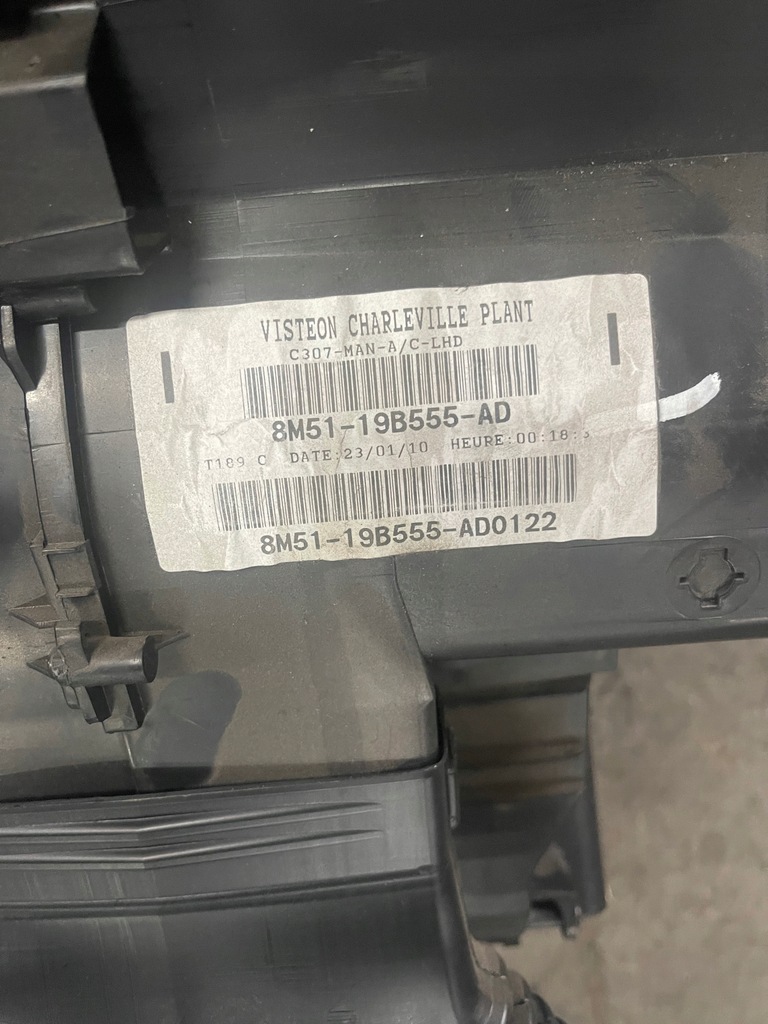 VISTEON CHARLEVILLE PLANT
C307-MAN-A/C-LHD
8M51-19B555-AD
T189 C DATE:23/01/10 HEURE:00:18:
8M51-19B555-AD0122